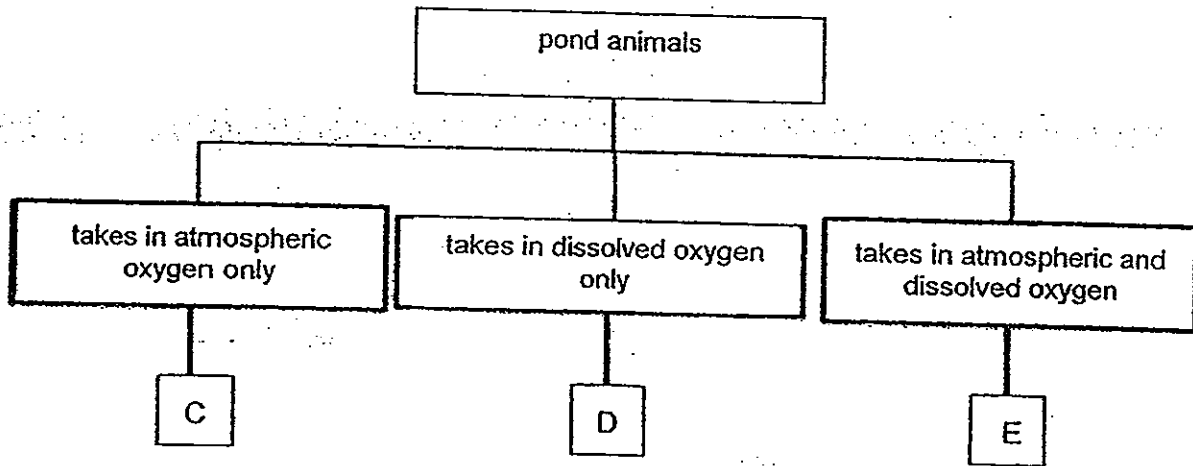 pond animals
takes in atmospheric
oxygen only
takes in dissolved oxygen
only
takes in atmospheric and
dissolved oxygen
C
D
E